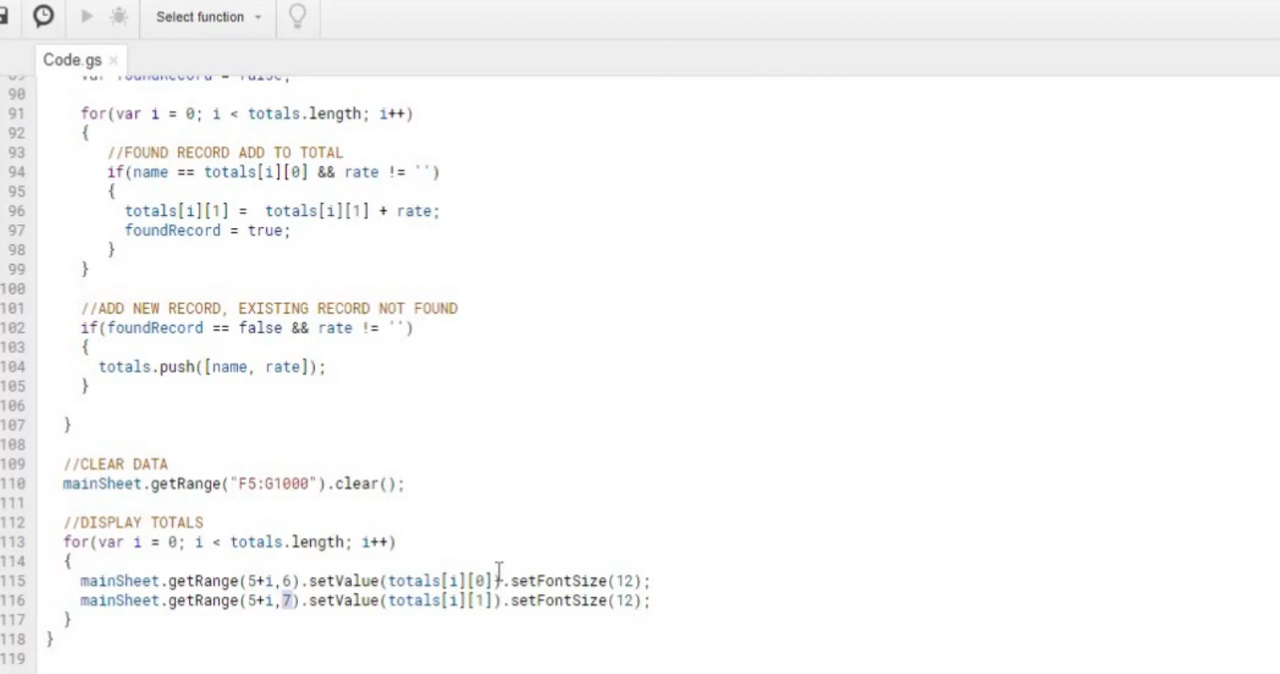 Select function
Code.gs
89 var foundRecord = false;
90
91 for(var i = 0; i < totals.length; i++)
92 {
93 //FOUND RECORD ADD TO TOTAL
94 if(name == totals[i][0] && rate != '')
95 {
96 totals[i][1] =  totals[i][1] + rate;
97 foundRecord = true;
98 }
99 }
100
101 //ADD NEW RECORD, EXISTING RECORD NOT FOUND
102 if(foundRecord == false && rate != '')
103 {
104 totals.push([name, rate]);
105 }
106
107 }
108
109 //CLEAR DATA
110 mainSheet.getRange("F5:G1000").clear();
111
112 //DISPLAY TOTALS
113 for(var i = 0; i < totals.length; i++)
114 {
115 mainSheet.getRange(5+i,6).setValue(totals[i][0]).setFontSize(12);
116 mainSheet.getRange(5+i,7).setValue(totals[i][1]).setFontSize(12);
117 }
118 }
119